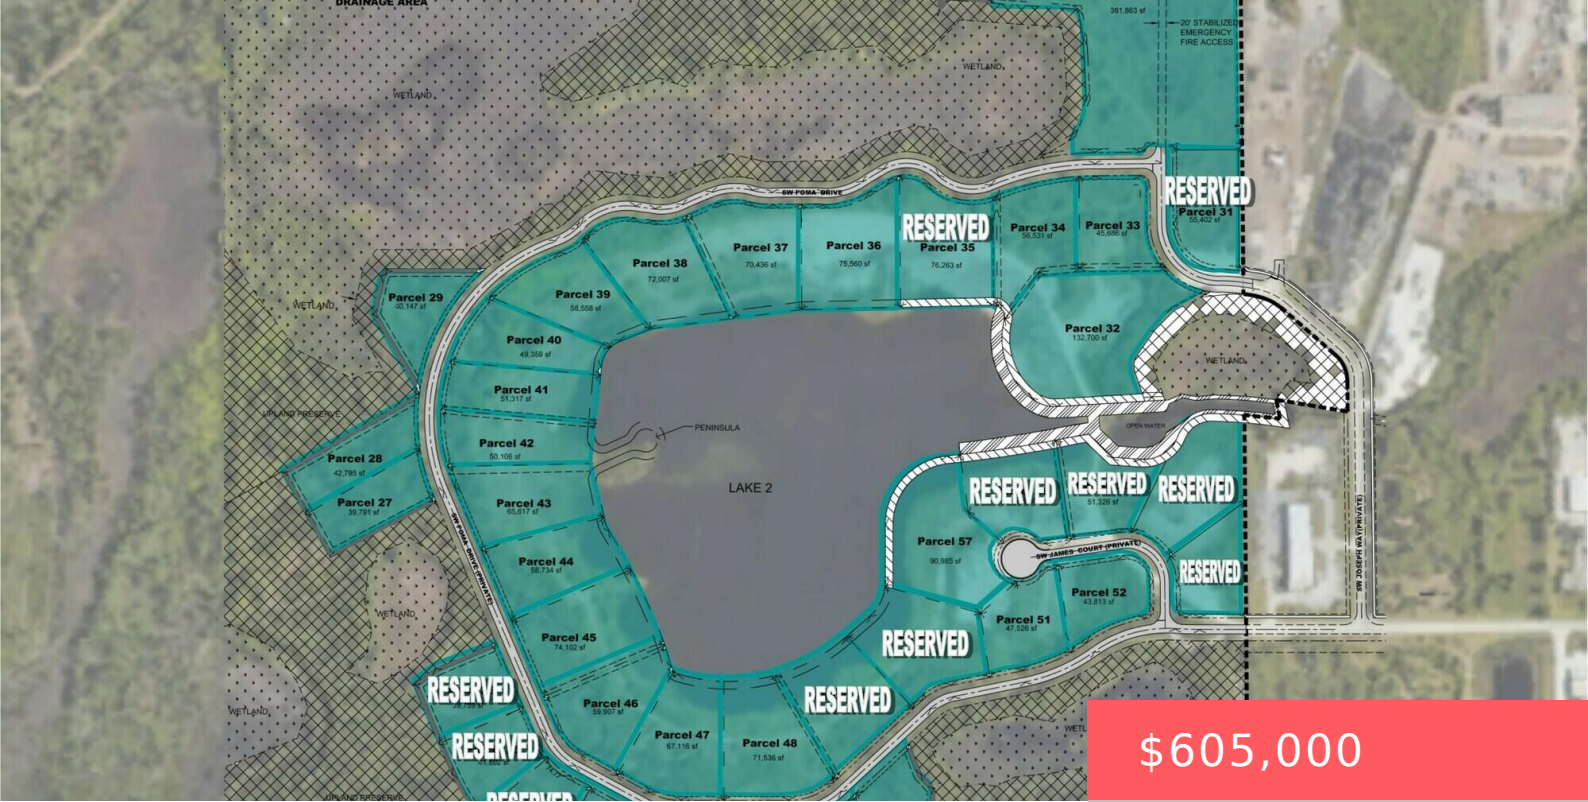 DRAINAGE AREA
381,863 sf
20' STABILIZED
EMERGENCY
FIRE ACCESS
WETLAND
WETLAND
SW POMA DRIVE
RESERVED
Parcel 31
55,402 sf
RESERVED
Parcel 35
76,263 sf
Parcel 34
56,531 sf
Parcel 33
45,686 sf
Parcel 36
75,560 sf
Parcel 37
70,436 sf
Parcel 38
72,007 sf
Parcel 39
58,558 sf
Parcel 29
WETLAND
Parcel 32
132,700 sf
WETLAND
Parcel 40
49,359 sf
Parcel 41
51,317 sf
UPLAND PRESERVE
PENINSULA
OPEN WATER
Parcel 42
50,106 sf
Parcel 28
42,795 sf
Parcel 27
39,791 sf
LAKE 2
RESERVED
RESERVED
51,326 sf
RESERVED
Parcel 43
65,617 sf
SW POMA DRIVE (PRIVATE)
Parcel 57
90,985 sf
SW JAMES COURT (PRIVATE)
SW JOSEPH WAY (PRIVATE)
RESERVED
Parcel 44
58,734 sf
Parcel 52
43,813 sf
WETLAND
Parcel 51
47,526 sf
Parcel 45
74,102 sf
RESERVED
RESERVED
Parcel 46
59,907 sf
RESERVED
WETLAND
Parcel 47
67,116 sf
Parcel 48
71,536 sf
RESERVED
$605,000
UPLAND PRESERVE
RESERVED